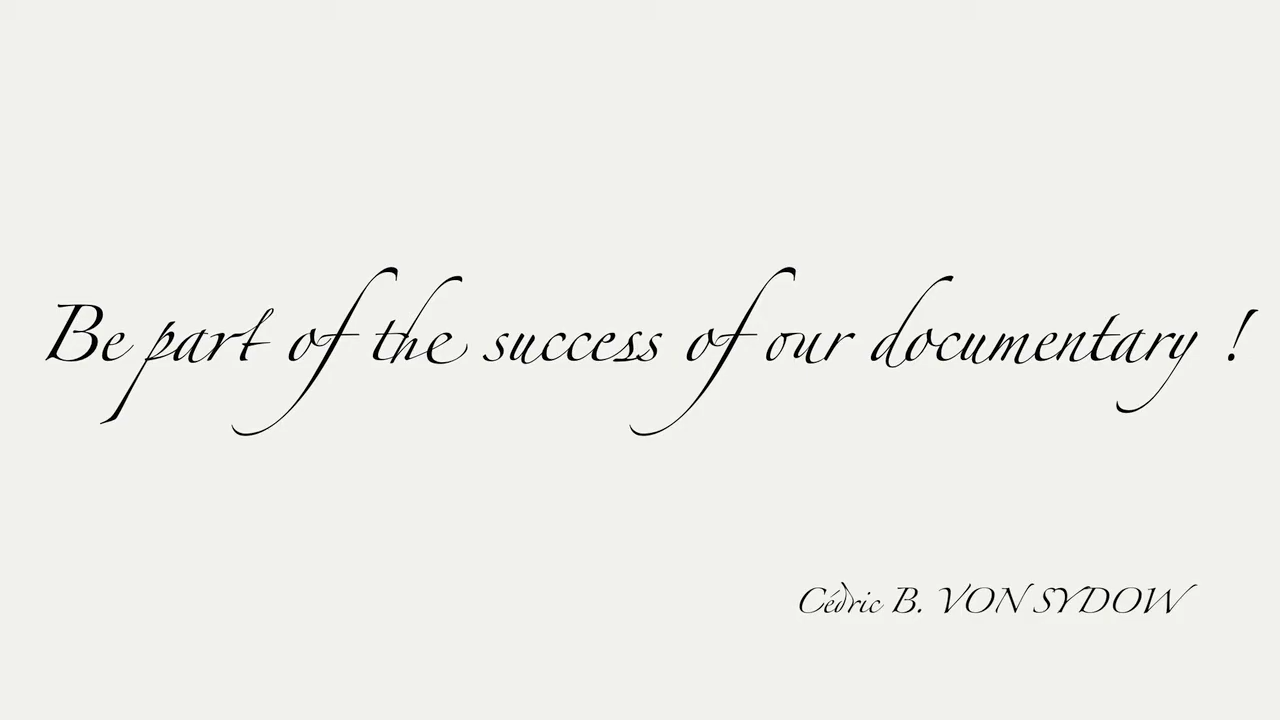 Be part of the success of our documentary !
Cédric B. VON SYDOW